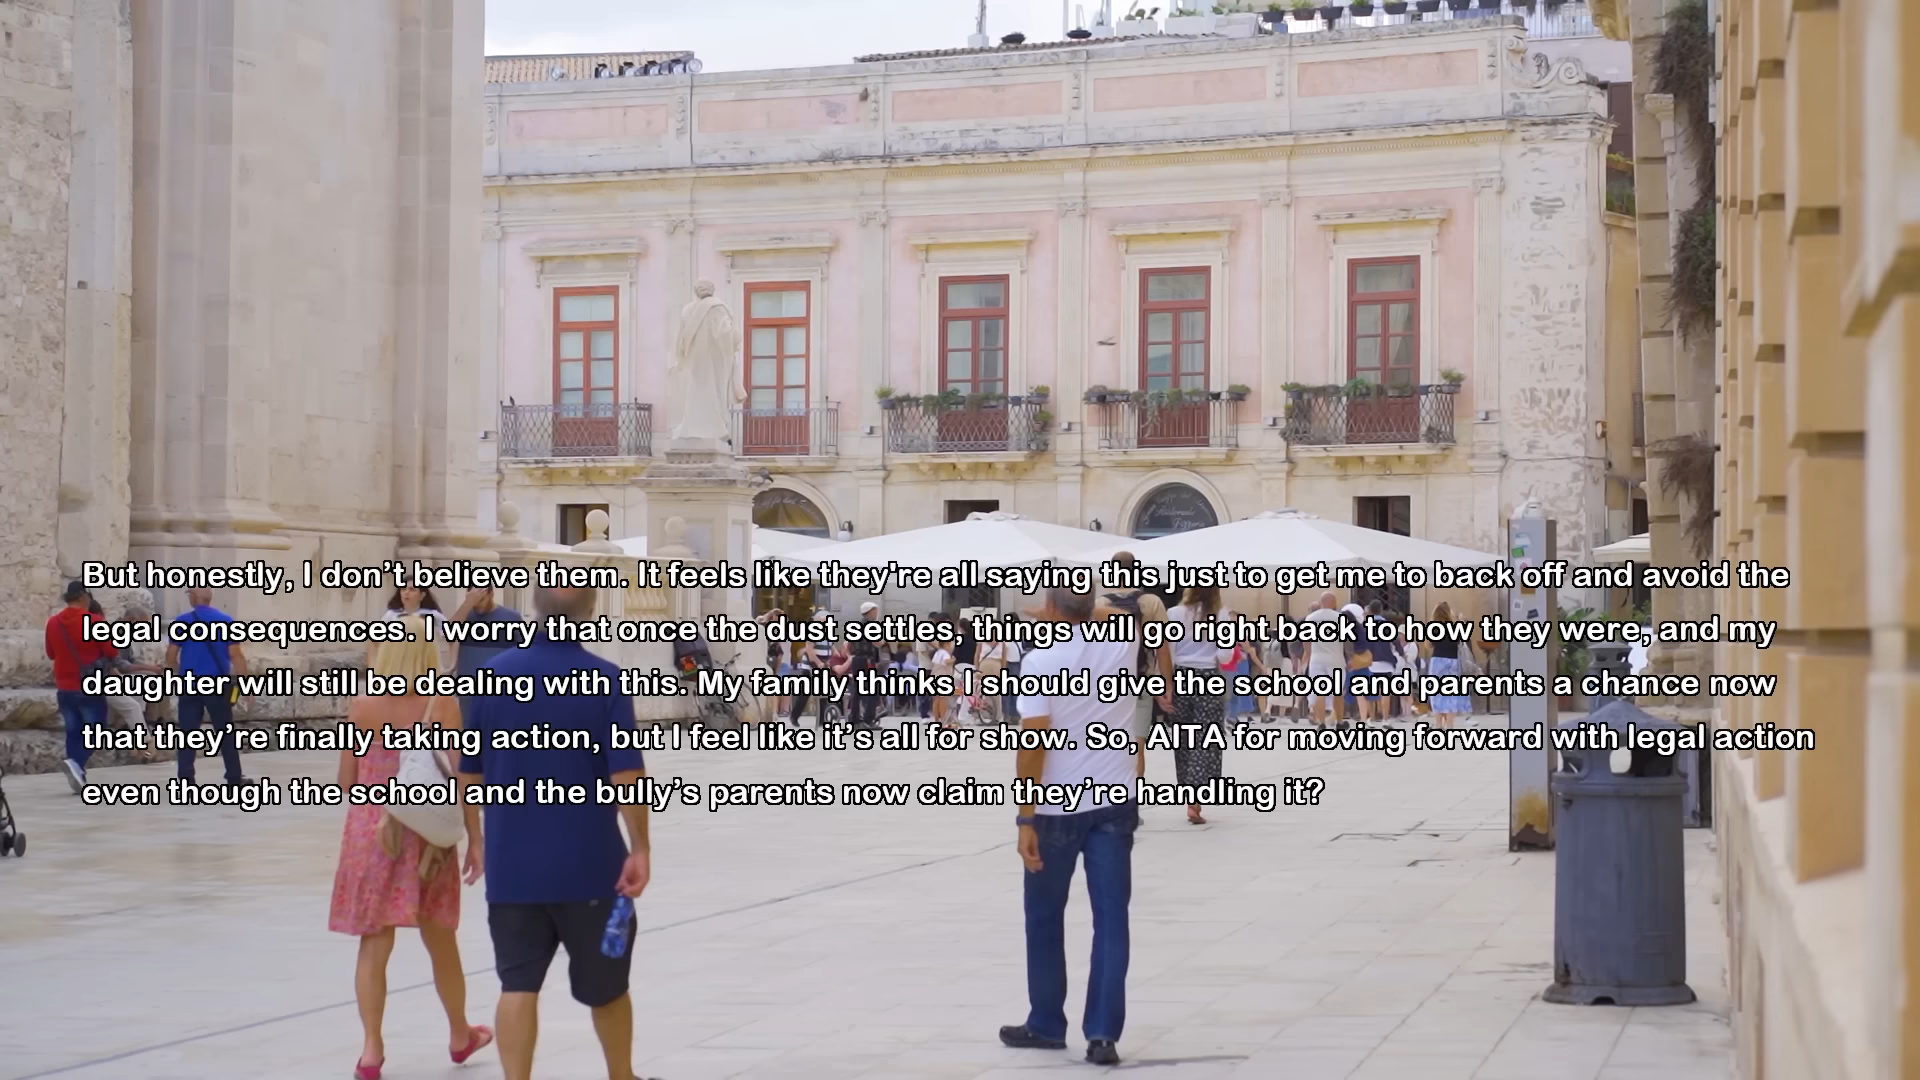 But honestly, I don’t believe them. It feels like they're all saying this just to get me to back off and avoid the
legal consequences. I worry that once the dust settles, things will go right back to how they were, and my
daughter will still be dealing with this. My family thinks I should give the school and parents a chance now
that they’re finally taking action, but I feel like it’s all for show. So, AITA for moving forward with legal action
even though the school and the bully’s parents now claim they’re handling it?